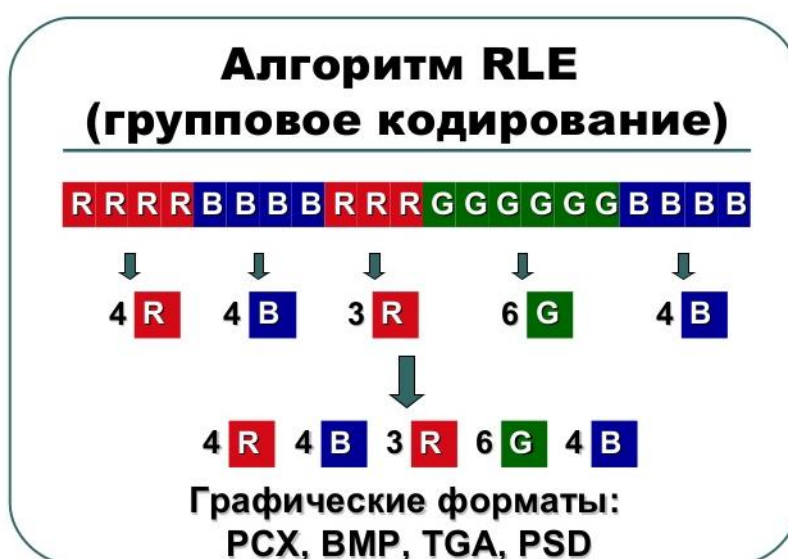 Алгоритм RLE
(групповое кодирование)
RRRRBBBBRRRGGGGGGBBBB
4 R 4 B 3 R 6 G 4 B
4 R 4 B 3 R 6 G 4 B
Графические форматы:
PCX, BMP, TGA, PSD